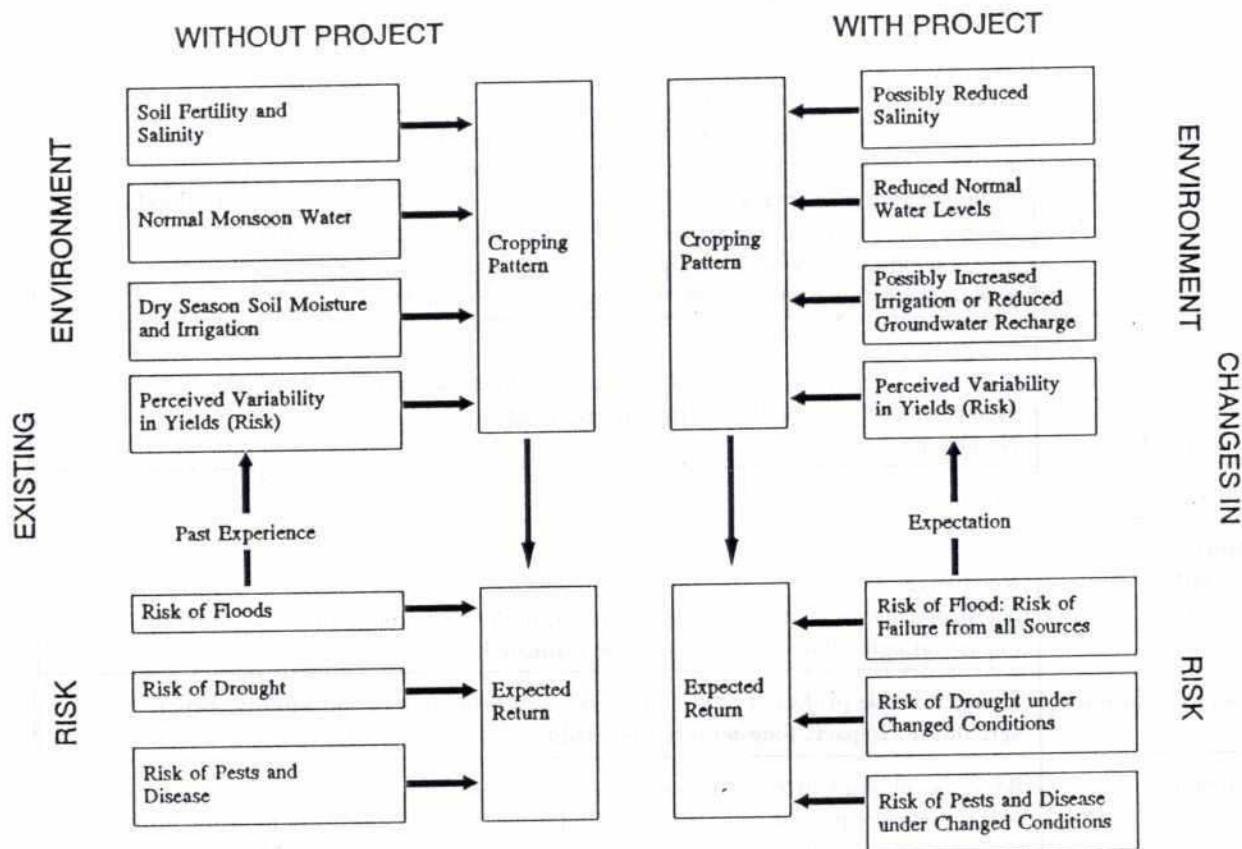 WITHOUT PROJECT
WITH PROJECT
EXISTING
ENVIRONMENT
RISK
Soil Fertility and
Salinity
Normal Monsoon Water
Dry Season Soil Moisture
and Irrigation
Perceived Variability
in Yields (Risk)
Cropping
Pattern
Past Experience
Risk of Floods
Risk of Drought
Risk of Pests and
Disease
Expected
Return
Cropping
Pattern
Possibly Reduced
Salinity
Reduced Normal
Water Levels
Possibly Increased
Irrigation or Reduced
Groundwater Recharge
Perceived Variability
in Yields (Risk)
Expectation
Expected
Return
Risk of Flood: Risk of
Failure from all Sources
Risk of Drought under
Changed Conditions
Risk of Pests and Disease
under Changed Conditions
ENVIRONMENT
RISK
CHANGES IN